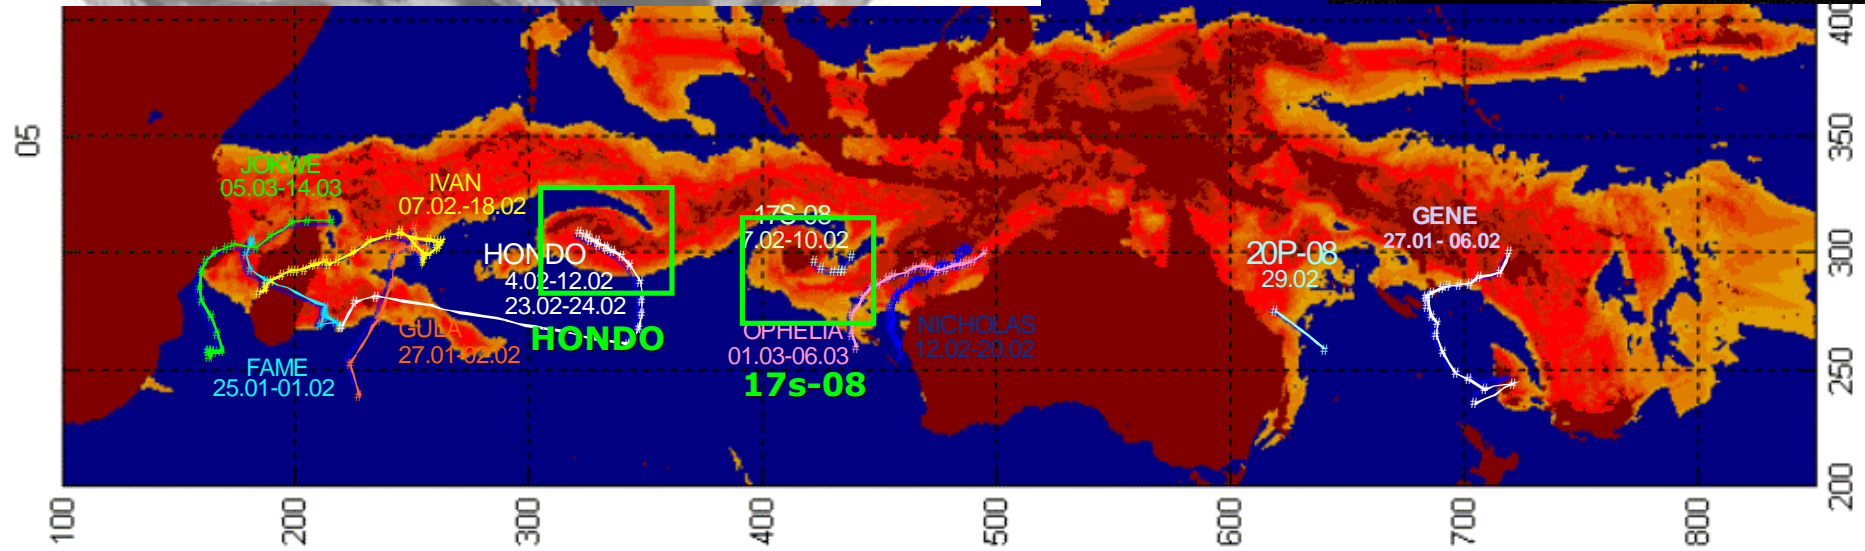 400
05
350
JOKWE
05.03-14.03
IVAN
07.02.-18.02
17S-08
7.02-10.02
GENE
27.01 - 06.02
HONDO
4.02-12.02
23.02-24.02
20P-08
29.02
300
HONDO
GULA
27.01-02.02
OPHELIA
01.03-06.03
NICHOLAS
12.02-20.02
FAME
25.01-01.02
17s-08
250
200
100
200
300
400
500
600
700
800